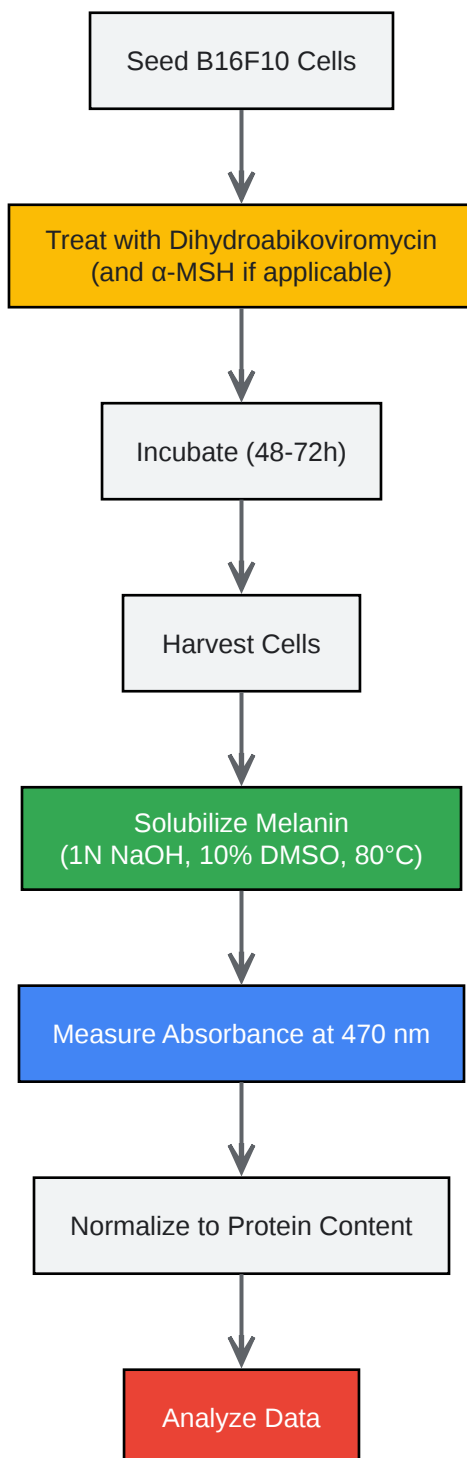 Seed B16F10 Cells
Treat with Dihydroabikoviromycin
(and α-MSH if applicable)
Incubate (48-72h)
Harvest Cells
Solubilize Melanin
(1N NaOH, 10% DMSO, 80°C)
Measure Absorbance at 470 nm
Normalize to Protein Content
Analyze Data